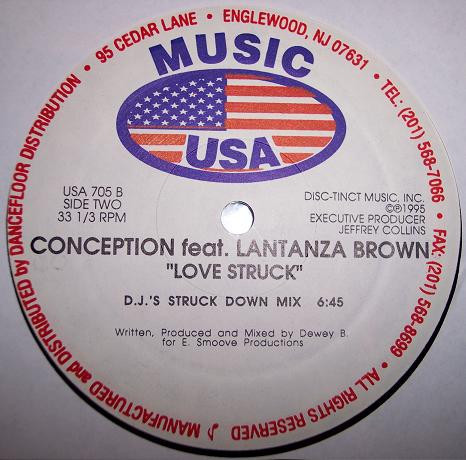 ♪ MANUFACTURED and DISTRIBUTED by DANCEFLOOR DISTRIBUTION • 95 CEDAR LANE • ENGLEWOOD, NJ 07631 • TEL: (201) 568-7066 • FAX: (201) 568-8699 • ALL RIGHTS RESERVED
MUSIC
USA
USA 705 B
SIDE TWO
33 1/3 RPM
DISC-TINCT MUSIC, INC.
©℗1995
EXECUTIVE PRODUCER
JEFFREY COLLINS
CONCEPTION feat. LANTANZA BROWN
"LOVE STRUCK"
D.J.'S STRUCK DOWN MIX 6:45
Written, Produced and Mixed by Dewey B.
for E. Smoove Productions